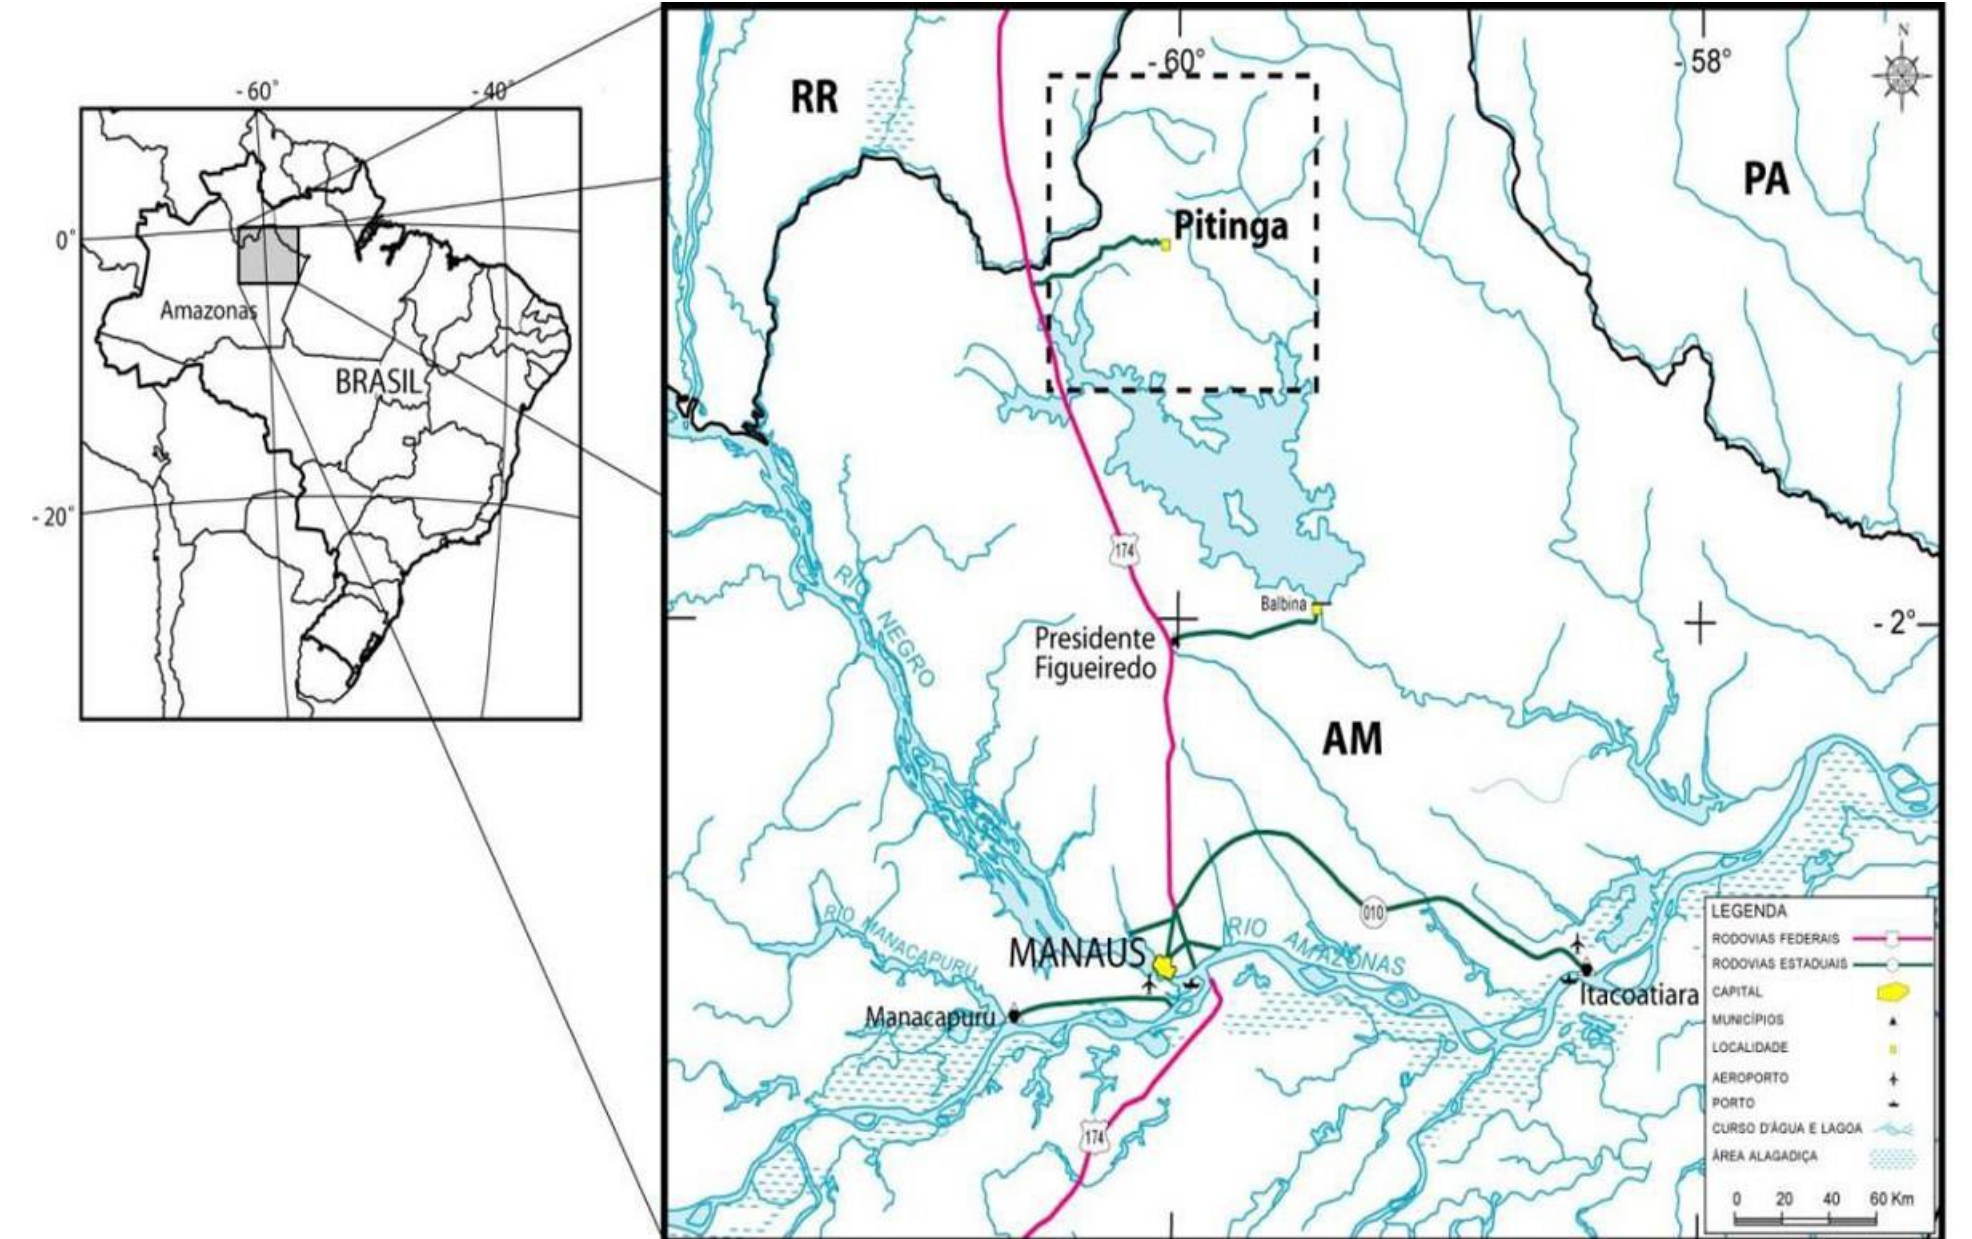 - 60°
- 40°
0°
Amazonas
BRASIL
- 20°
N
- 60°
- 58°
RR
PA
Pitinga
174
Balbina
- 2°
Presidente
Figueiredo
RIO NEGRO
AM
010
RIO MANACAPURU
MANAUS
RIO AMAZONAS
Itacoatiara
Manacapuru
174
LEGENDA
RODOVIAS FEDERAIS
RODOVIAS ESTADUAIS
CAPITAL
MUNICÍPIOS
LOCALIDADE
AEROPORTO
PORTO
CURSO D'ÁGUA E LAGOA
ÁREA ALAGADIÇA
0 20 40 60 Km